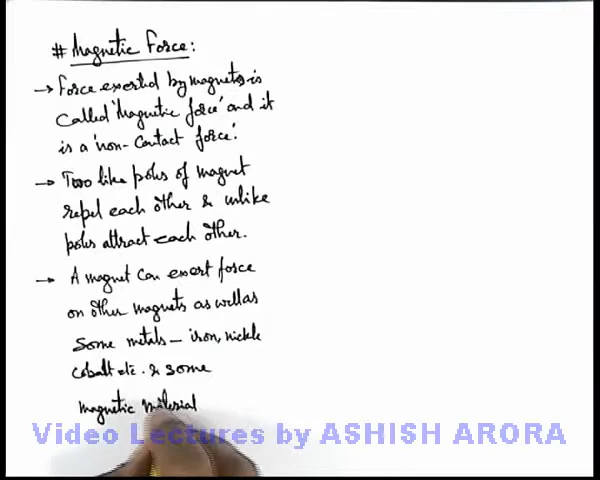 # Magnetic Force :
→ Force exerted by magnets is
called 'Magnetic force' and it
is a 'non-contact force'.
→ Two like poles of magnet
repel each other & unlike
poles attract each other.
→ A magnet can exert force
on other magnets as well as
some metals – iron, nickle
cobalt etc. & some
magnetic material
Video Lectures by ASHISH ARORA